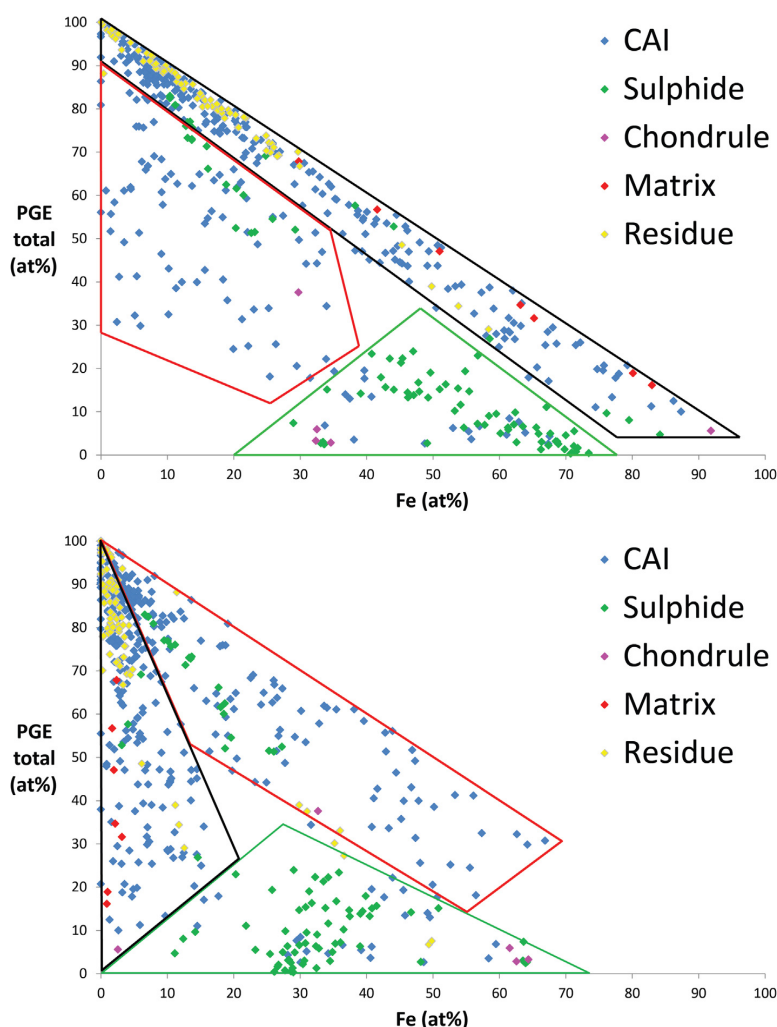 100
90
80
70
60
50
40
30
20
10
0
PGE
total
(at%)
CAI
Sulphide
Chondrule
Matrix
Residue
0 10 20 30 40 50 60 70 80 90 100
Fe (at%)
100
90
80
70
60
50
40
30
20
10
0
PGE
total
(at%)
CAI
Sulphide
Chondrule
Matrix
Residue
0 10 20 30 40 50 60 70 80 90 100
Fe (at%)